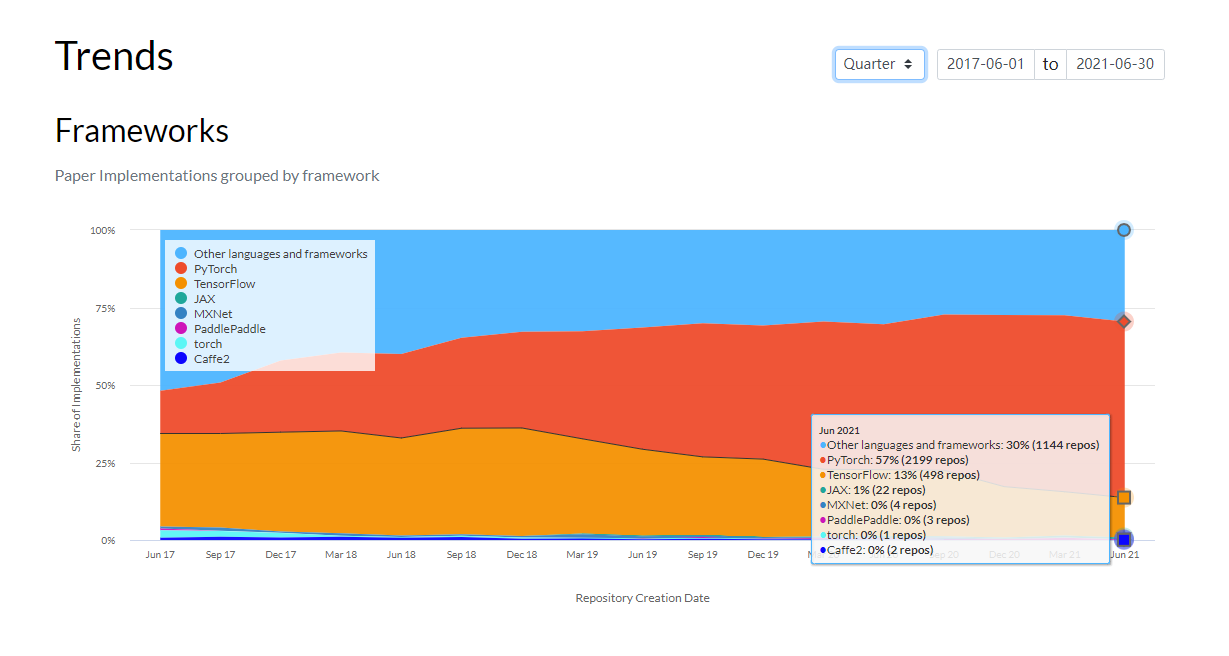 Trends
Quarter
2017-06-01 to 2021-06-30
Frameworks
Paper Implementations grouped by framework
Share of Implementations
100%
75%
50%
25%
0%
Other languages and frameworks
PyTorch
TensorFlow
JAX
MXNet
PaddlePaddle
torch
Caffe2
Jun 2021
Other languages and frameworks: 30% (1144 repos)
PyTorch: 57% (2199 repos)
TensorFlow: 13% (498 repos)
JAX: 1% (22 repos)
MXNet: 0% (4 repos)
PaddlePaddle: 0% (3 repos)
torch: 0% (1 repos)
Caffe2: 0% (2 repos)
Jun 17 Sep 17 Dec 17 Mar 18 Jun 18 Sep 18 Dec 18 Mar 19 Jun 19 Sep 19 Dec 19 Sep 20 Dec 20 Mar 21 Jun 21
Repository Creation Date